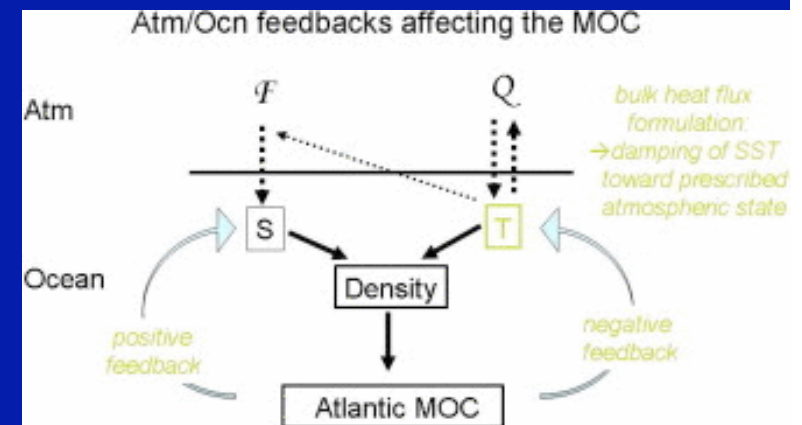 Atm/Ocn feedbacks affecting the MOC
Atm
ℱ
Q
bulk heat flux
formulation:
→damping of SST
toward prescribed
atmospheric state
S
T
Ocean
Density
positive
feedback
negative
feedback
Atlantic MOC